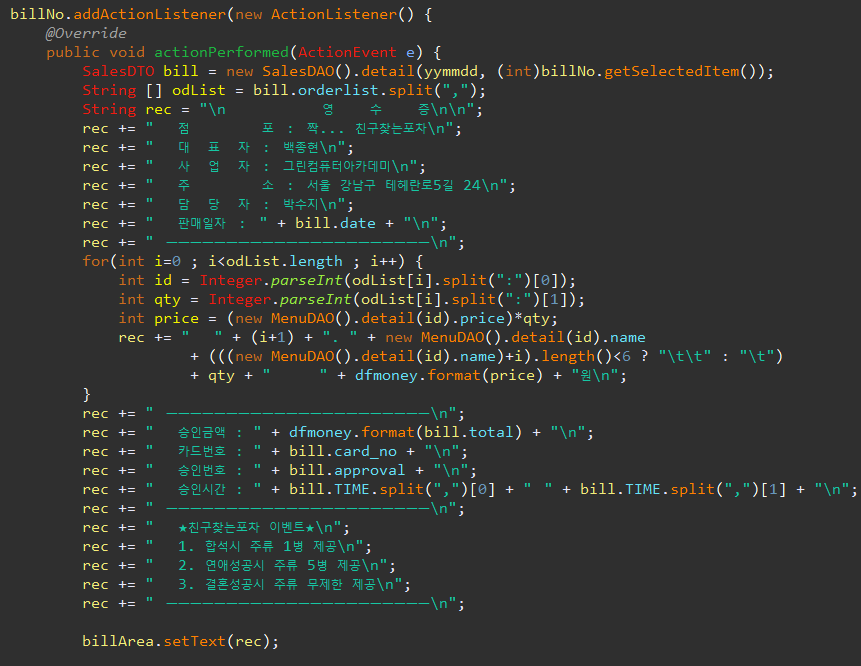 billNo.addActionListener(new ActionListener() {
@Override
public void actionPerformed(ActionEvent e) {
SalesDTO bill = new SalesDAO().detail(yymmdd, (int)billNo.getSelectedItem());
String [] odList = bill.orderlist.split(",");
String rec = "\n 영 수 증\n\n";
rec += " 점 포 : 짝... 친구찾는포차\n";
rec += " 대 표 자 : 백종현\n";
rec += " 사 업 자 : 그린컴퓨터아카데미\n";
rec += " 주 소 : 서울 강남구 테헤란로5길 24\n";
rec += " 담 당 자 : 박수지\n";
rec += " 판매일자 : " + bill.date + "\n";
rec += " ――――――――――――――――――――――\n";
for(int i=0 ; i<odList.length ; i++) {
int id = Integer.parseInt(odList[i].split(":")[0]);
int qty = Integer.parseInt(odList[i].split(":")[1]);
int price = (new MenuDAO().detail(id).price)*qty;
rec += " " + (i+1) + ". " + new MenuDAO().detail(id).name
+ (((new MenuDAO().detail(id).name)+i).length()<6 ? "\t\t" : "\t")
+ qty + " " + dfmoney.format(price) + "원\n";
}
rec += " ――――――――――――――――――――――\n";
rec += " 승인금액 : " + dfmoney.format(bill.total) + "\n";
rec += " 카드번호 : " + bill.card_no + "\n";
rec += " 승인번호 : " + bill.approval + "\n";
rec += " 승인시간 : " + bill.TIME.split(",")[0] + " " + bill.TIME.split(",")[1] + "\n";
rec += " ――――――――――――――――――――――\n";
rec += " ★친구찾는포차 이벤트★\n";
rec += " 1. 합석시 주류 1병 제공\n";
rec += " 2. 연애성공시 주류 5병 제공\n";
rec += " 3. 결혼성공시 주류 무제한 제공\n";
rec += " ――――――――――――――――――――――\n";
billArea.setText(rec);